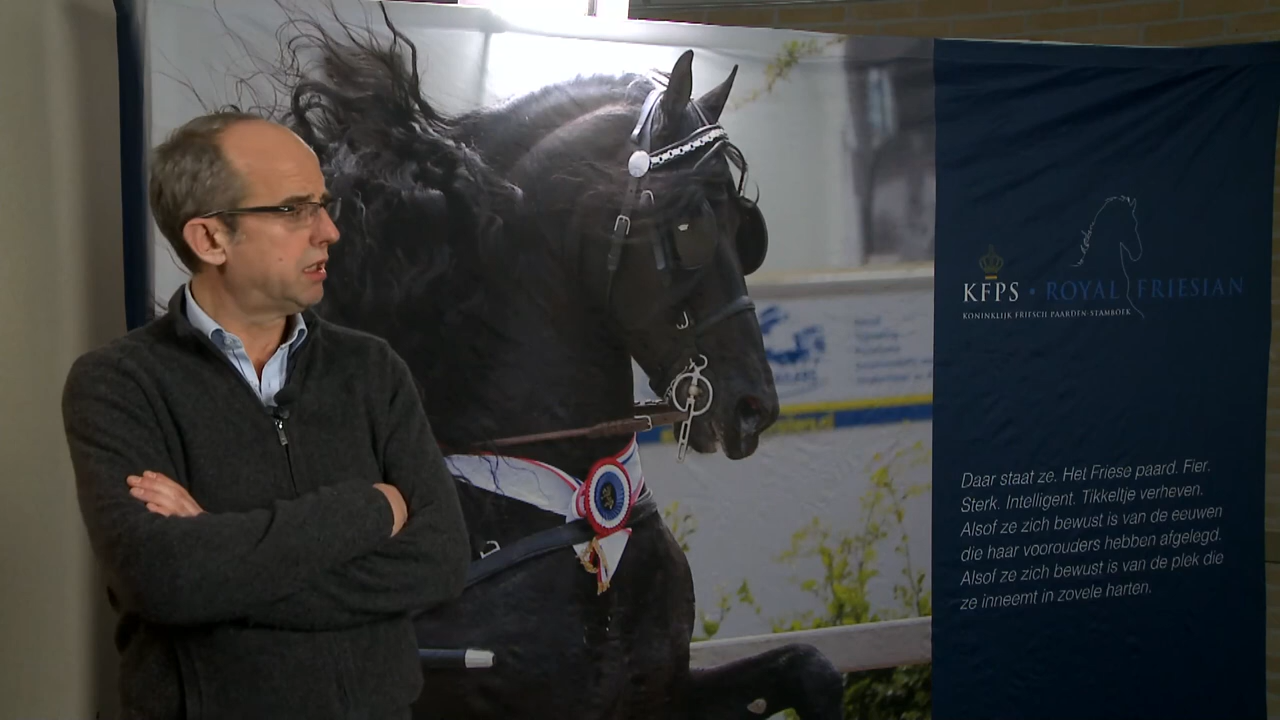 KFPS • ROYAL FRIESIAN
KONINKLIJK FRIESCH PAARDEN-STAMBOEK
Daar staat ze. Het Friese paard. Fier.
Sterk. Intelligent. Tikkeltje verheven.
Alsof ze zich bewust is van de eeuwen
die haar voorouders hebben afgelegd.
Alsof ze zich bewust is van de plek die
ze inneemt in zovele harten.